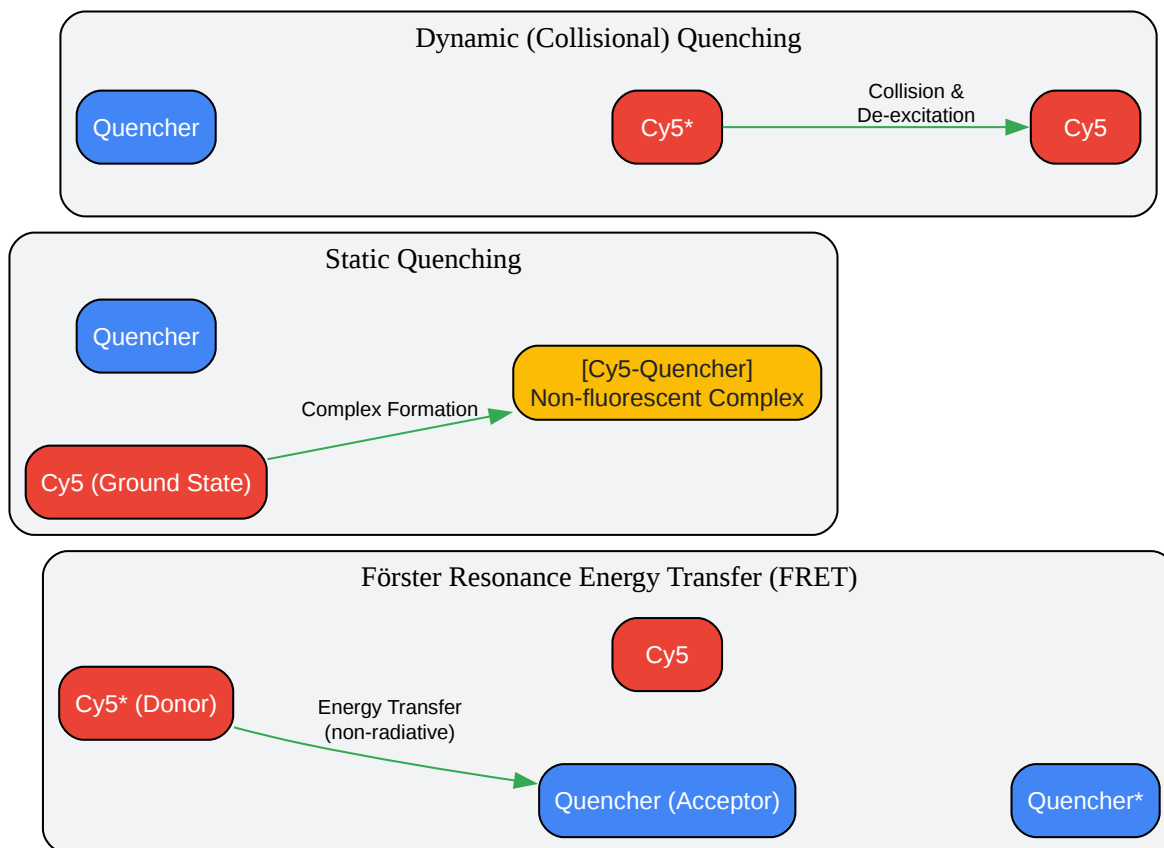 Dynamic (Collisional) Quenching
Quencher
Cy5*
Collision &
De-excitation
Cy5
Static Quenching
Quencher
[Cy5-Quencher]
Non-fluorescent Complex
Complex Formation
Cy5 (Ground State)
Förster Resonance Energy Transfer (FRET)
Cy5
Cy5* (Donor)
Energy Transfer
(non-radiative)
Quencher (Acceptor)
Quencher*